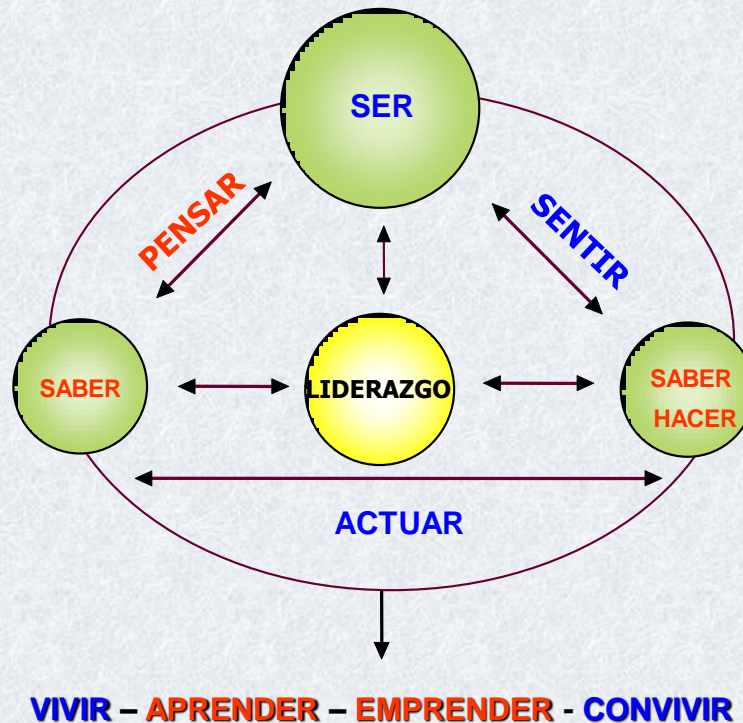 SER
PENSAR
SENTIR
SABER
LIDERAZGO
SABER
HACER
ACTUAR
VIVIR – APRENDER – EMPRENDER - CONVIVIR